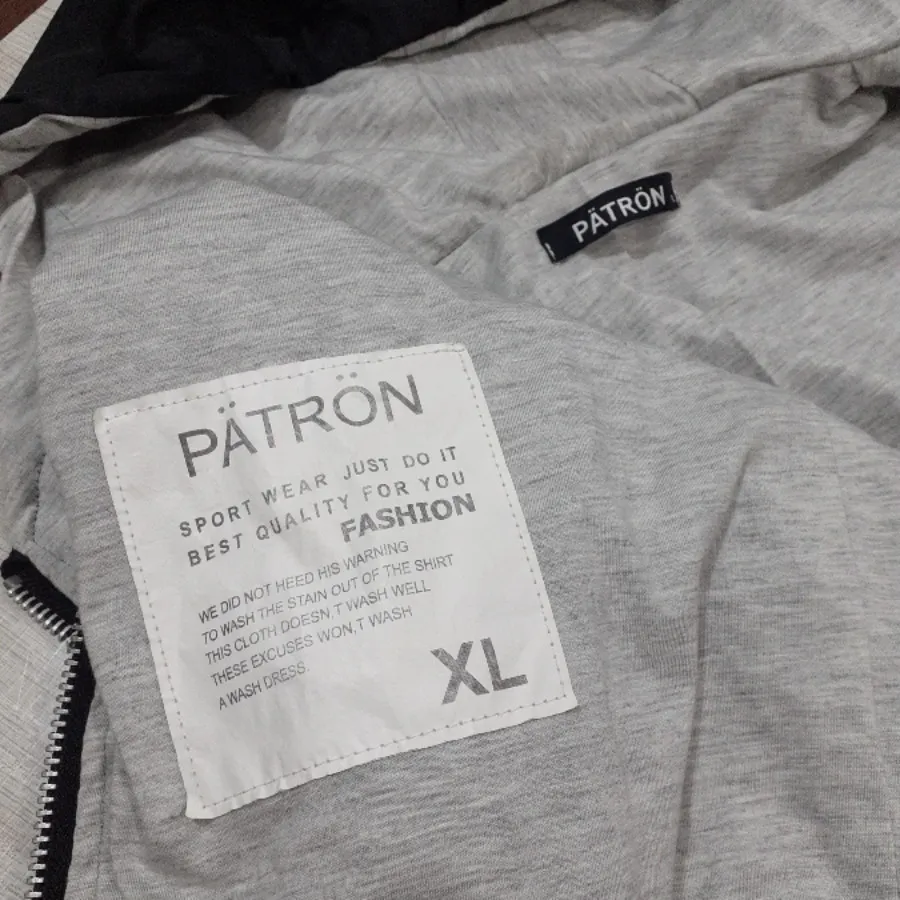 PÄTRÖN
PÄTRÖN
SPORT WEAR JUST DO IT
BEST QUALITY FOR YOU
FASHION
WE DID NOT HEED HIS WARNING
TO WASH THE STAIN OUT OF THE SHIRT
THIS CLOTH DOESN,T WASH WELL
THESE EXCUSES WON,T WASH
A WASH DRESS.
XL